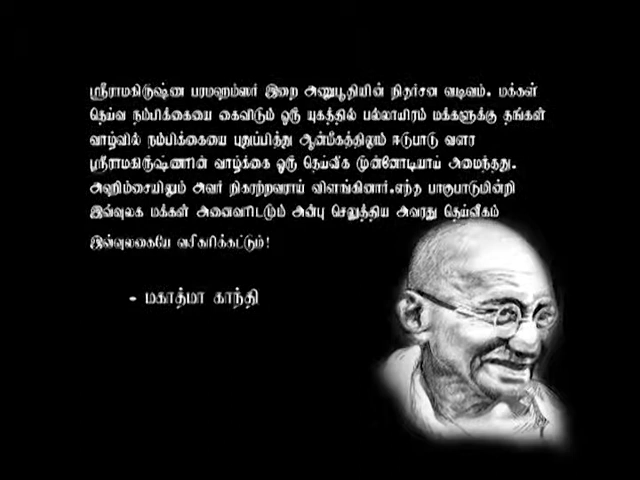 ஸ்ரீராமகிருஷ்ண பரமஹம்ஸர் இறை அணுபூதியின் நிதர்சன வடிவம். மக்கள்
தெய்வ நம்பிக்கையை கைவிடும் ஓரு யுகத்தில் பல்லாயிரம் மக்களுக்கு தங்கள்
வாழ்வில் நம்பிக்கையை புதுப்பித்து ஆன்மீகத்திலும் ஈடுபாடு வளர
ஸ்ரீராமகிருஷ்ணரின் வாழ்க்கை ஒரு தெய்வீக முன்னோடியாய் அமைந்தது.
அஹிம்சையிலும் அவர் நிகரற்றவராய் விளங்கினார்.எந்த பாகுபாடுமின்றி
இவ்வுலக மக்கள் அனைவரிடமும் அன்பு செலுத்திய அவரது தெய்வீகம்
இவ்வுலகையே வசீகரிக்கட்டும்!
- மகாத்மா காந்தி